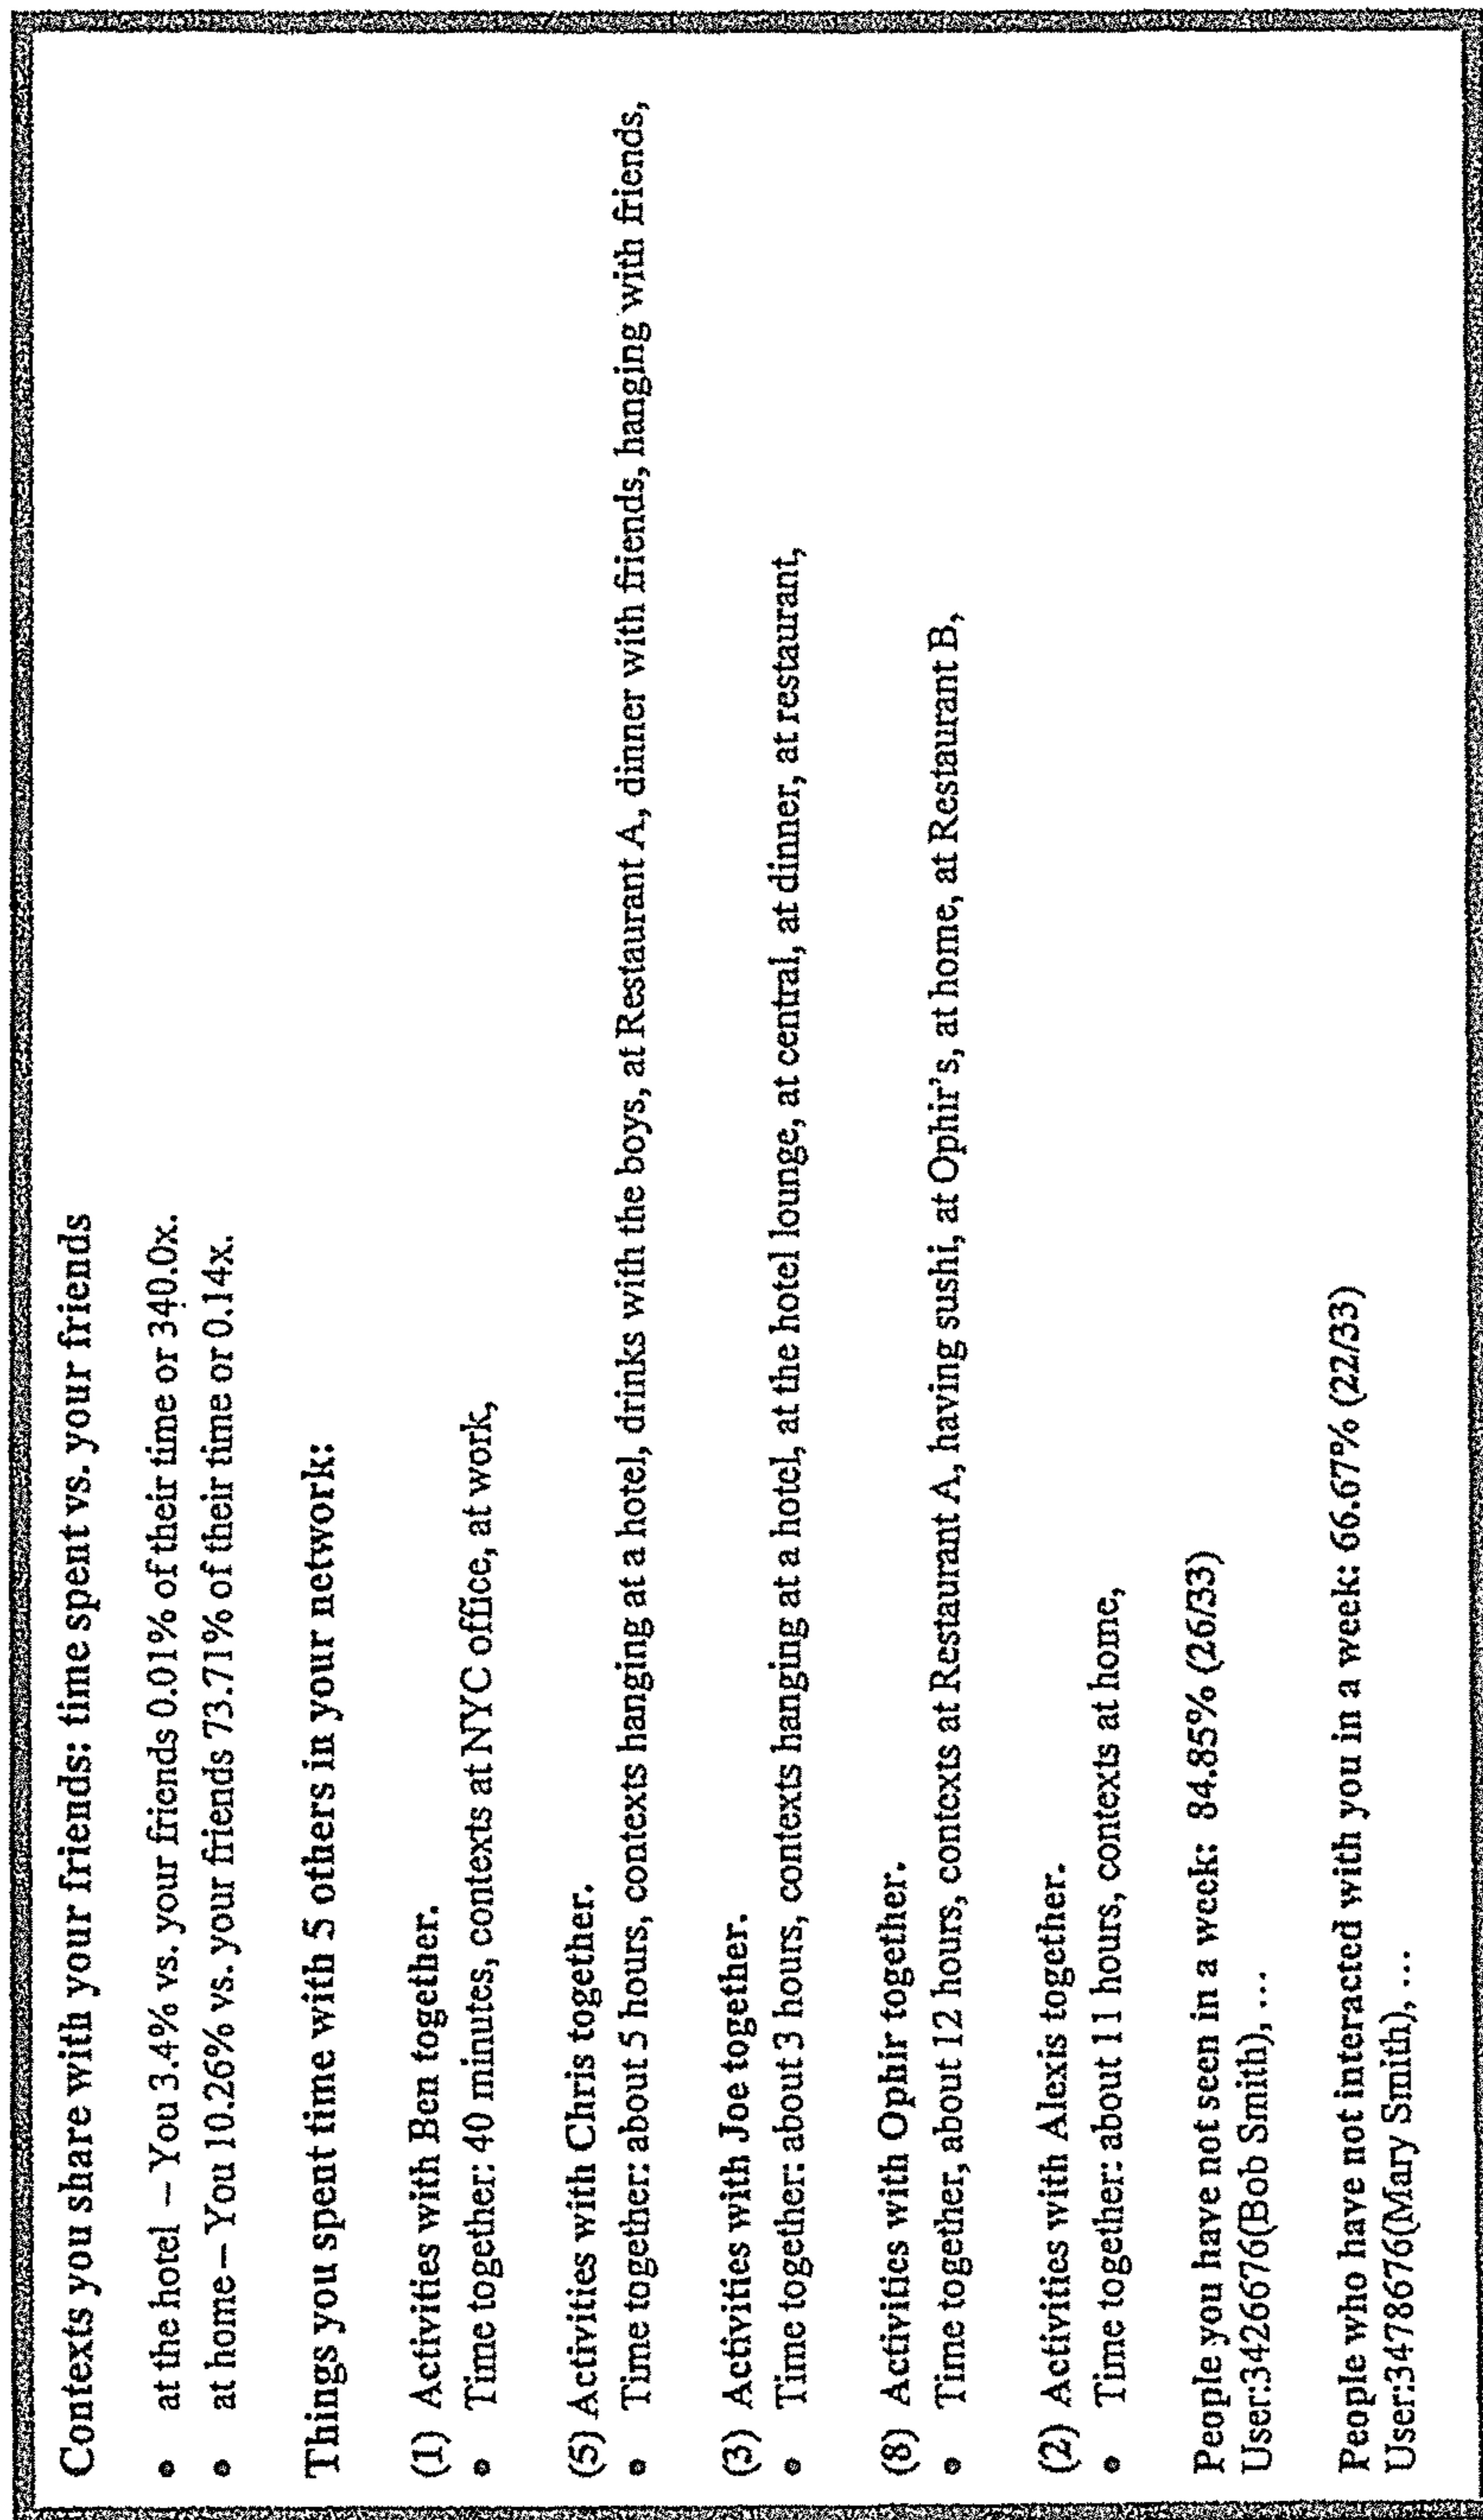 Contexts you share with your friends: time spent vs. your friends
• at the hotel – You 3.4% vs. your friends 0.01% of their time or 340.0x.
• at home – You 10.26% vs. your friends 73.71% of their time or 0.14x.
Things you spent time with 5 others in your network:
(1) Activities with Ben together.
• Time together: 40 minutes, contexts at NYC office, at work,
(5) Activities with Chris together.
• Time together: about 5 hours, contexts hanging at a hotel, drinks with the boys, at Restaurant A, dinner with friends, hanging with friends,
(3) Activities with Joe together.
• Time together: about 3 hours, contexts hanging at a hotel, at the hotel lounge, at central, at dinner, at restaurant,
(8) Activities with Ophir together.
• Time together, about 12 hours, contexts at Restaurant A, having sushi, at Ophir's, at home, at Restaurant B,
(2) Activities with Alexis together.
• Time together: about 11 hours, contexts at home,
People you have not seen in a week: 84.85% (26/33)
User:3426676(Bob Smith), ...
People who have not interacted with you in a week: 66.67% (22/33)
User:3478676(Mary Smith), ...